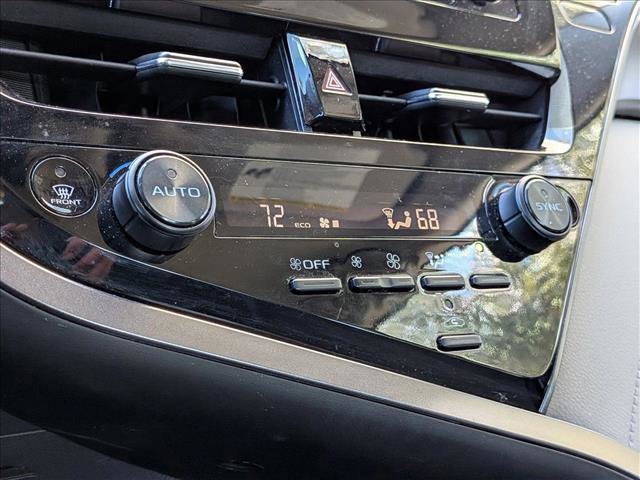 FRONT
AUTO
72 ECO 68
SYNC
OFF